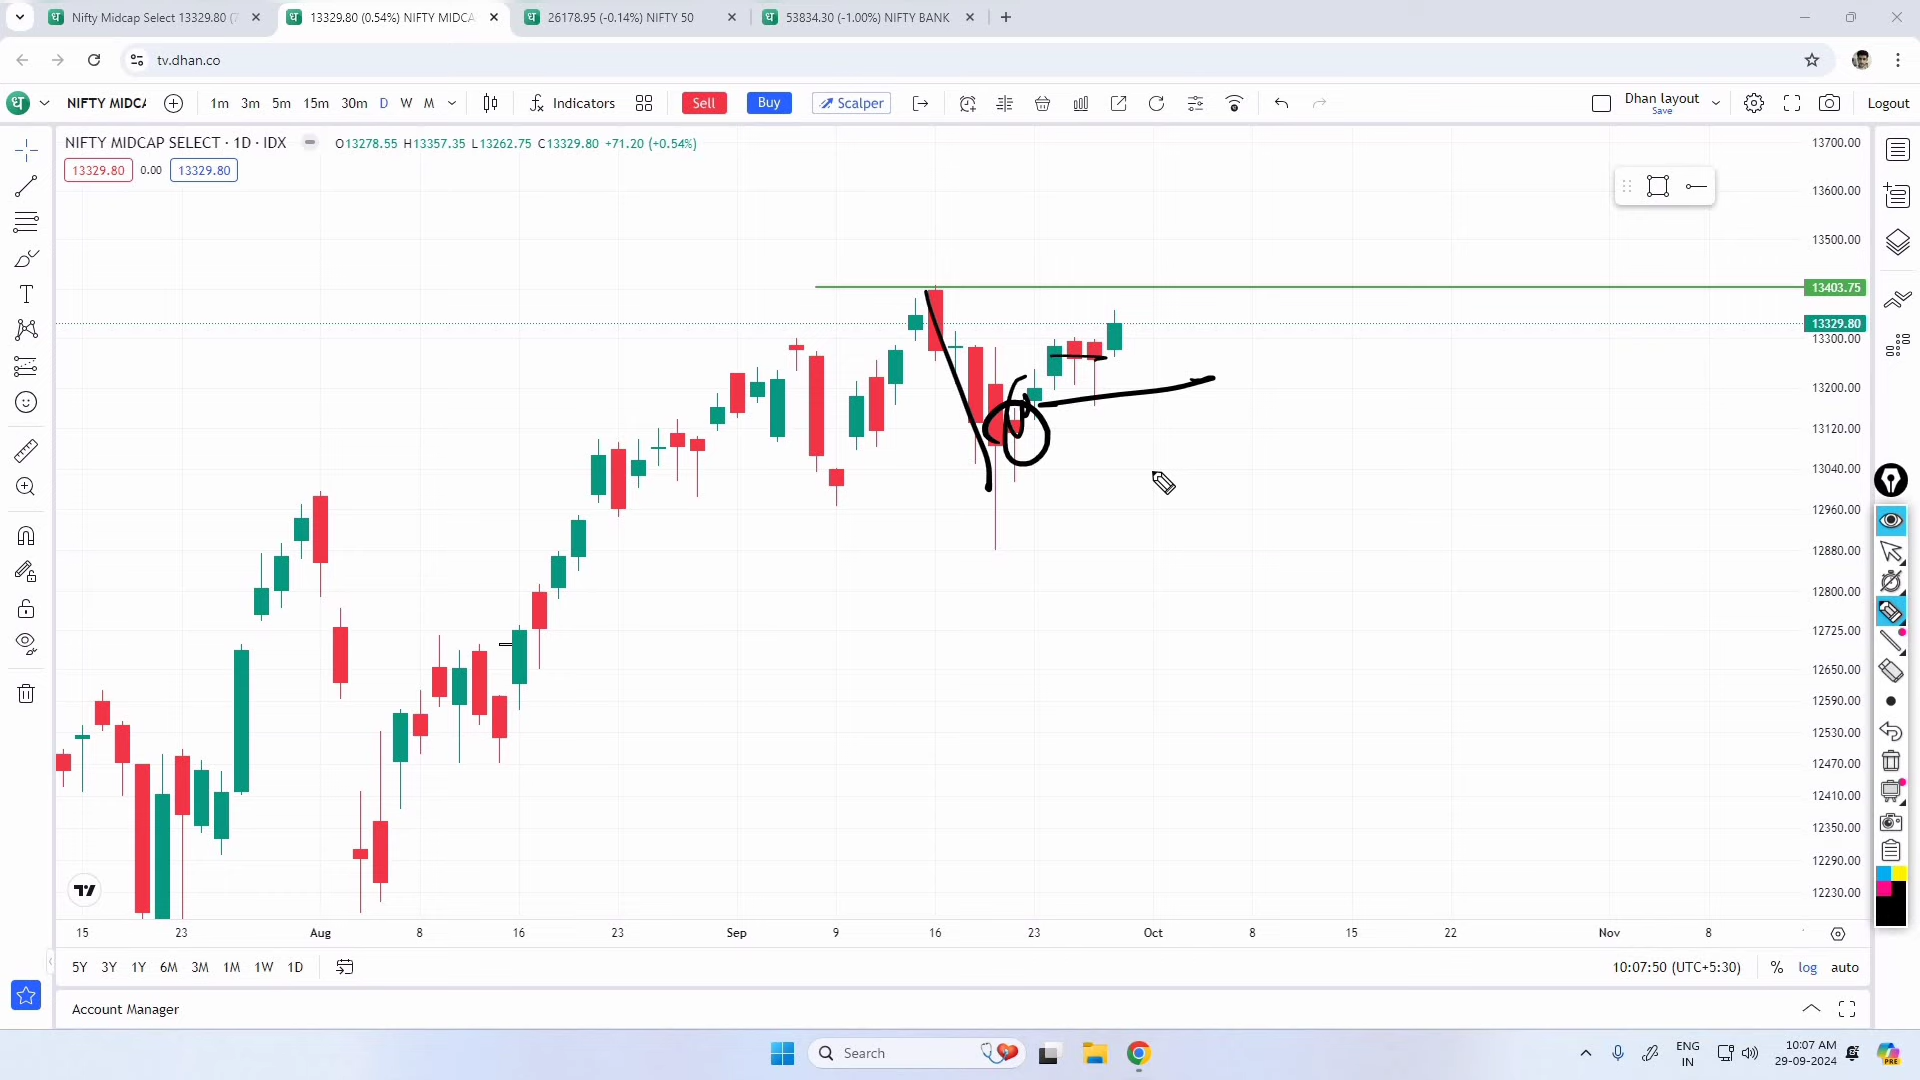 Nifty Midcap Select 13329.80 (
13329.80 (0.54%) NIFTY MIDCA
26178.95 (-0.14%) NIFTY 50
53834.30 (-1.00%) NIFTY BANK
tv.dhan.co
ध NIFTY MIDCA 1m 3m 5m 15m 30m D W M Indicators Sell Buy Scalper Dhan layout Save Logout
NIFTY MIDCAP SELECT · 1D · IDX O13278.55 H13357.35 L13262.75 C13329.80 +71.20 (+0.54%)
13329.80 0.00 13329.80
13700.00
13600.00
13500.00
13403.75
13329.80
13300.00
13200.00
13120.00
13040.00
12960.00
12880.00
12800.00
12725.00
12650.00
12590.00
12530.00
12470.00
12410.00
12350.00
12290.00
12230.00
15 23 Aug 8 16 23 Sep 9 16 23 Oct 8 15 22 Nov 8
5Y 3Y 1Y 6M 3M 1M 1W 1D 10:07:50 (UTC+5:30) % log auto
Account Manager
Search
ENG
IN
10:07 AM
29-09-2024
PRE